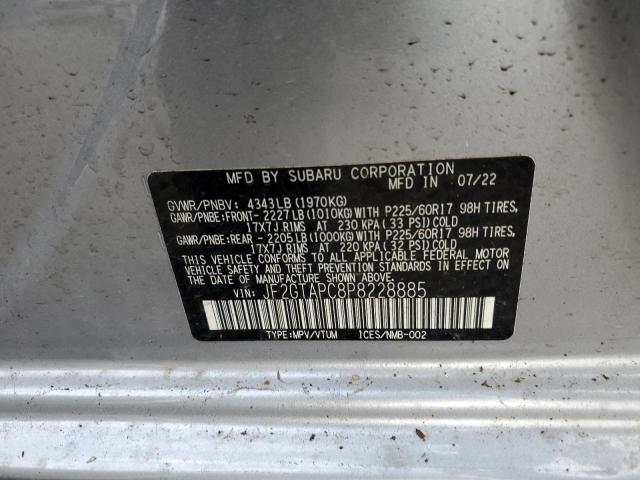 MFD BY SUBARU CORPORATION
MFD IN 07/22
GVWR/PNBV: 4343LB(1970KG)
GAWR/PNBE:FRONT- 2227LB(1010KG)WITH P225/60R17 98H TIRES,
17X7J RIMS AT 230 KPA( 33 PSI)COLD
GAWR/PNBE:REAR - 2205LB(1000KG)WITH P225/60R17 98H TIRES,
17X7J RIMS AT 220 KPA( 32 PSI)COLD
THIS VEHICLE CONFORMS TO ALL APPLICABLE FEDERAL MOTOR
VEHICLE SAFETY AND THEFT PREVENTION STANDARDS IN EFFECT ON THE
DATE OF MANUFACTURE SHOWN ABOVE.
VIN: JF2GTAPC8P8228885
TYPE:MPV/VTUM ICES/NMB-002